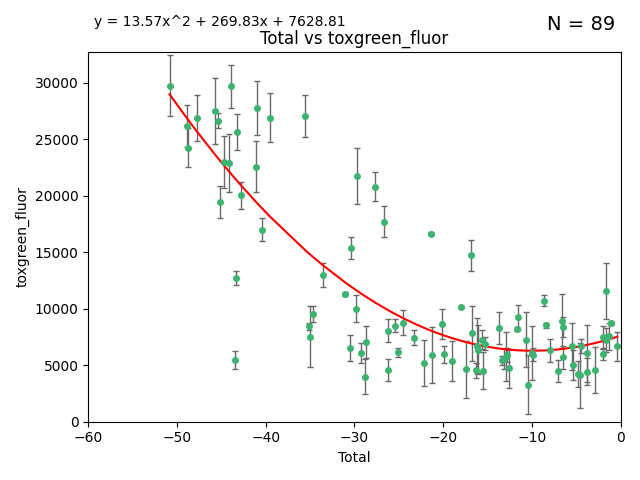 y = 13.57x^2 + 269.83x + 7628.81
N = 89
Total vs toxgreen_fluor
toxgreen_fluor
30000
25000
20000
15000
10000
5000
0
−60
−50
−40
−30
−20
−10
0
Total